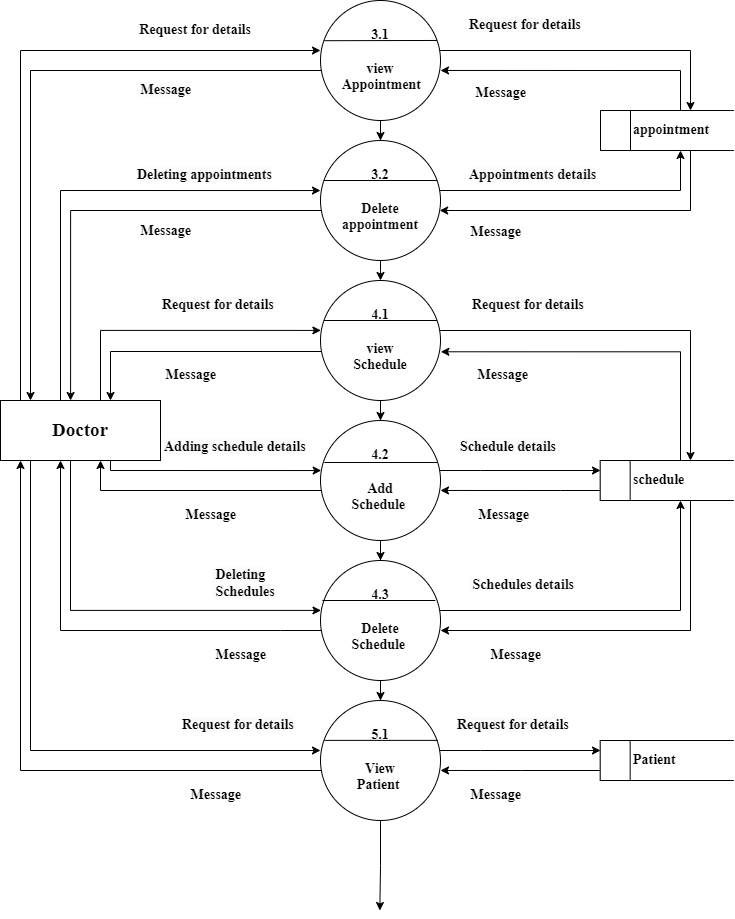 Request for details
3.1
Request for details
view
Appointment
Message
Message
appointment
Deleting appointments
3.2
Appointments details
Delete
appointment
Message
Message
Request for details
4.1
Request for details
view
Schedule
Message
Message
Doctor
Adding schedule details
4.2
Schedule details
Add
Schedule
schedule
Message
Message
Deleting
Schedules
4.3
Schedules details
Delete
Schedule
Message
Message
Request for details
5.1
Request for details
View
Patient
Patient
Message
Message